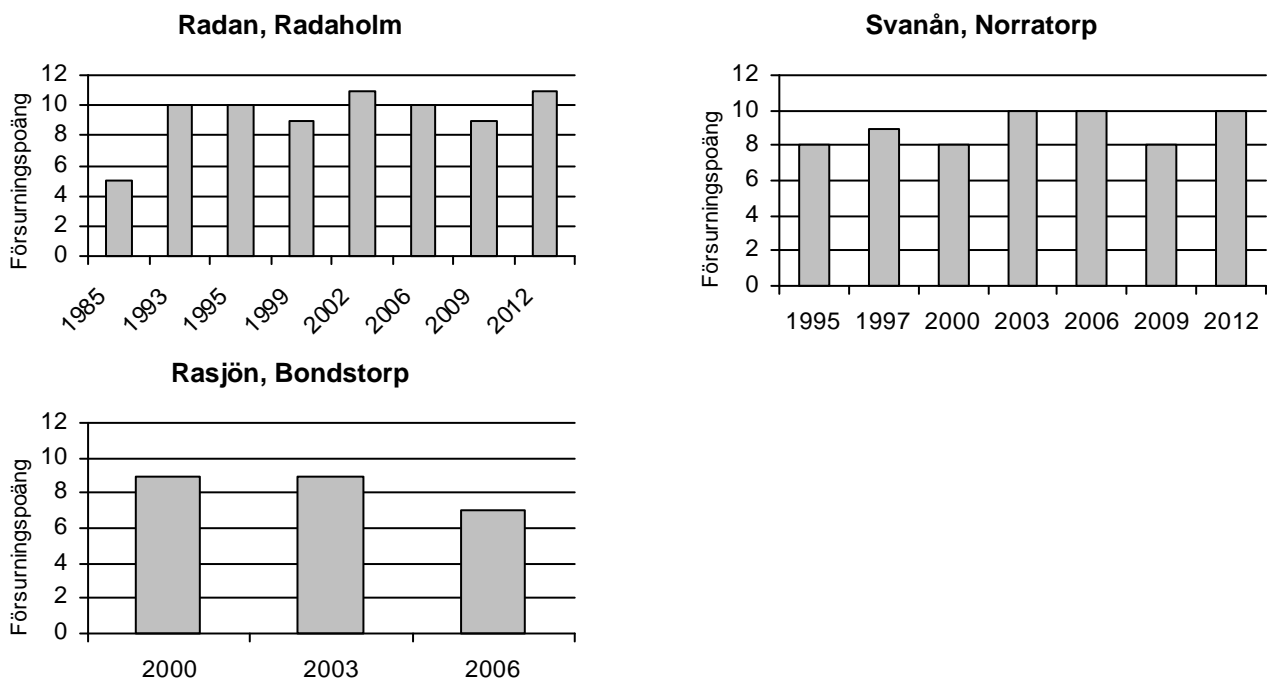 Radan, Radaholm
Försurningspoäng
12
10
8
6
4
2
0
1985 1993 1995 1999 2002 2006 2009 2012
Svanån, Norratorp
Försurningspoäng
12
10
8
6
4
2
0
1995 1997 2000 2003 2006 2009 2012
Rasjön, Bondstorp
Försurningspoäng
12
10
8
6
4
2
0
2000 2003 2006